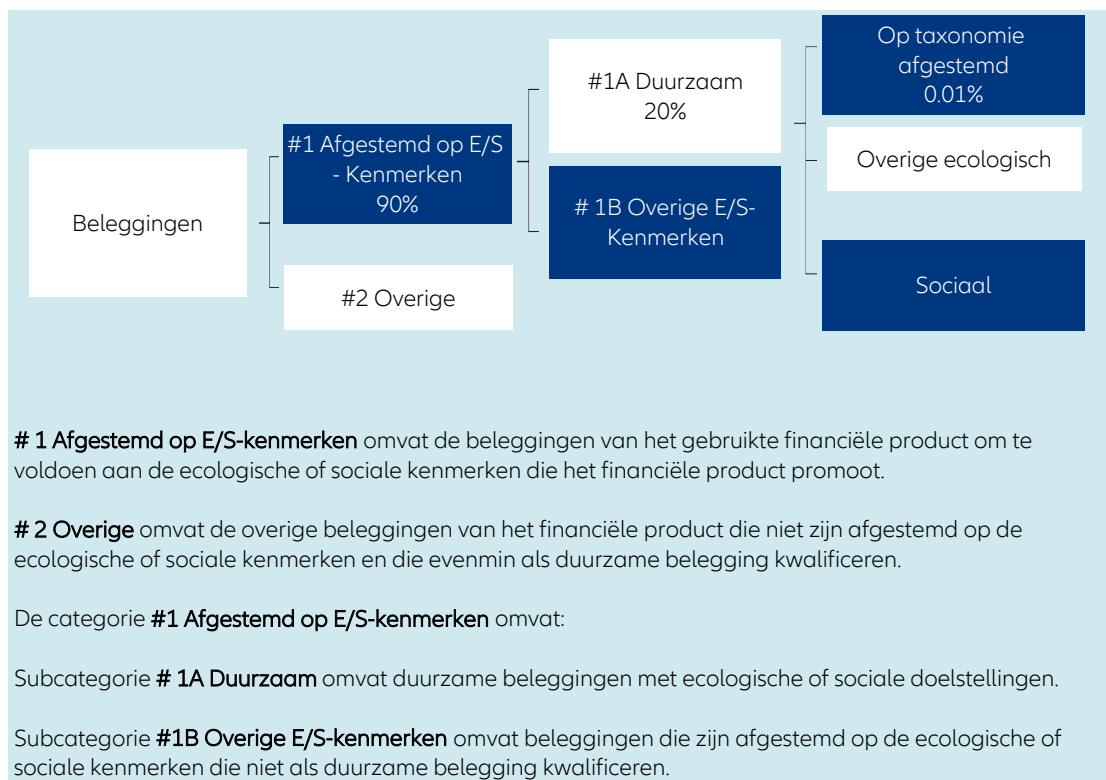 Beleggingen
#1 Afgestemd op E/S
- Kenmerken
90%
#2 Overige
#1A Duurzaam
20%
# 1B Overige E/S-
Kenmerken
Op taxonomie
afgestemd
0.01%
Overige ecologisch
Sociaal
# 1 Afgestemd op E/S-kenmerken omvat de beleggingen van het gebruikte financiële product om te
voldoen aan de ecologische of sociale kenmerken die het financiële product promoot.
# 2 Overige omvat de overige beleggingen van het financiële product die niet zijn afgestemd op de
ecologische of sociale kenmerken en die evenmin als duurzame belegging kwalificeren.
De categorie #1 Afgestemd op E/S-kenmerken omvat:
Subcategorie # 1A Duurzaam omvat duurzame beleggingen met ecologische of sociale doelstellingen.
Subcategorie #1B Overige E/S-kenmerken omvat beleggingen die zijn afgestemd op de ecologische of
sociale kenmerken die niet als duurzame belegging kwalificeren.